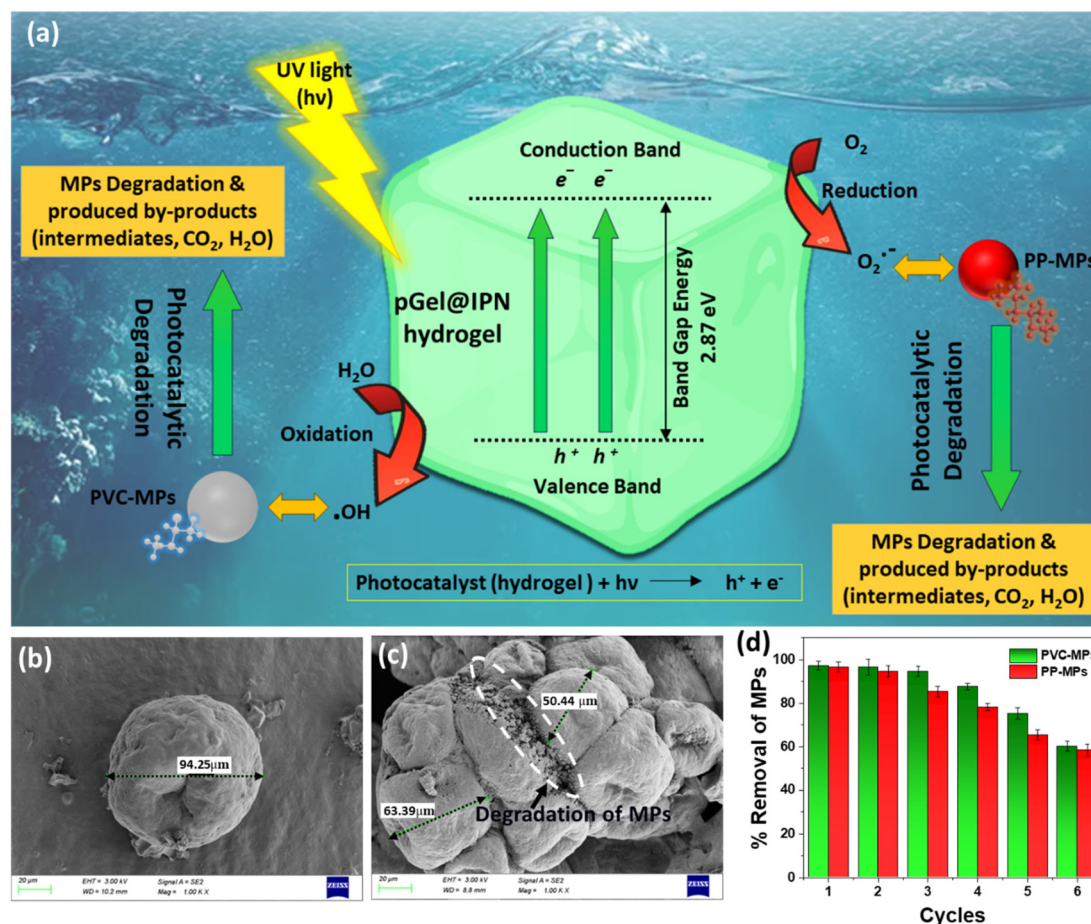 (a)
UV light
(hν)
MPs Degradation &
produced by-products
(intermediates, CO₂, H₂O)
Photocatalytic
Degradation
PVC-MPs
•OH
H₂O
Oxidation
pGel@IPN
hydrogel
Conduction Band
e⁻ e⁻
Band Gap Energy
2.87 eV
h⁺ h⁺
Valence Band
O₂
Reduction
O₂•⁻
PP-MPs
Photocatalytic
Degradation
MPs Degradation &
produced by-products
(intermediates, CO₂, H₂O)
Photocatalyst (hydrogel) + hν → h⁺ + e⁻
(b)
94.25μm
20 μm
EHT = 3.00 kV
WD = 10.2 mm
Signal A = SE2
Mag = 1.00 K X
ZEISS
(c)
50.44 μm
63.39μm
Degradation of MPs
20 μm
EHT = 3.00 kV
WD = 8.8 mm
Signal A = SE2
Mag = 1.00 K X
ZEISS
(d)
PVC-MPs
PP-MPs
% Removal of MPs
100
80
60
40
20
0
1 2 3 4 5 6
Cycles